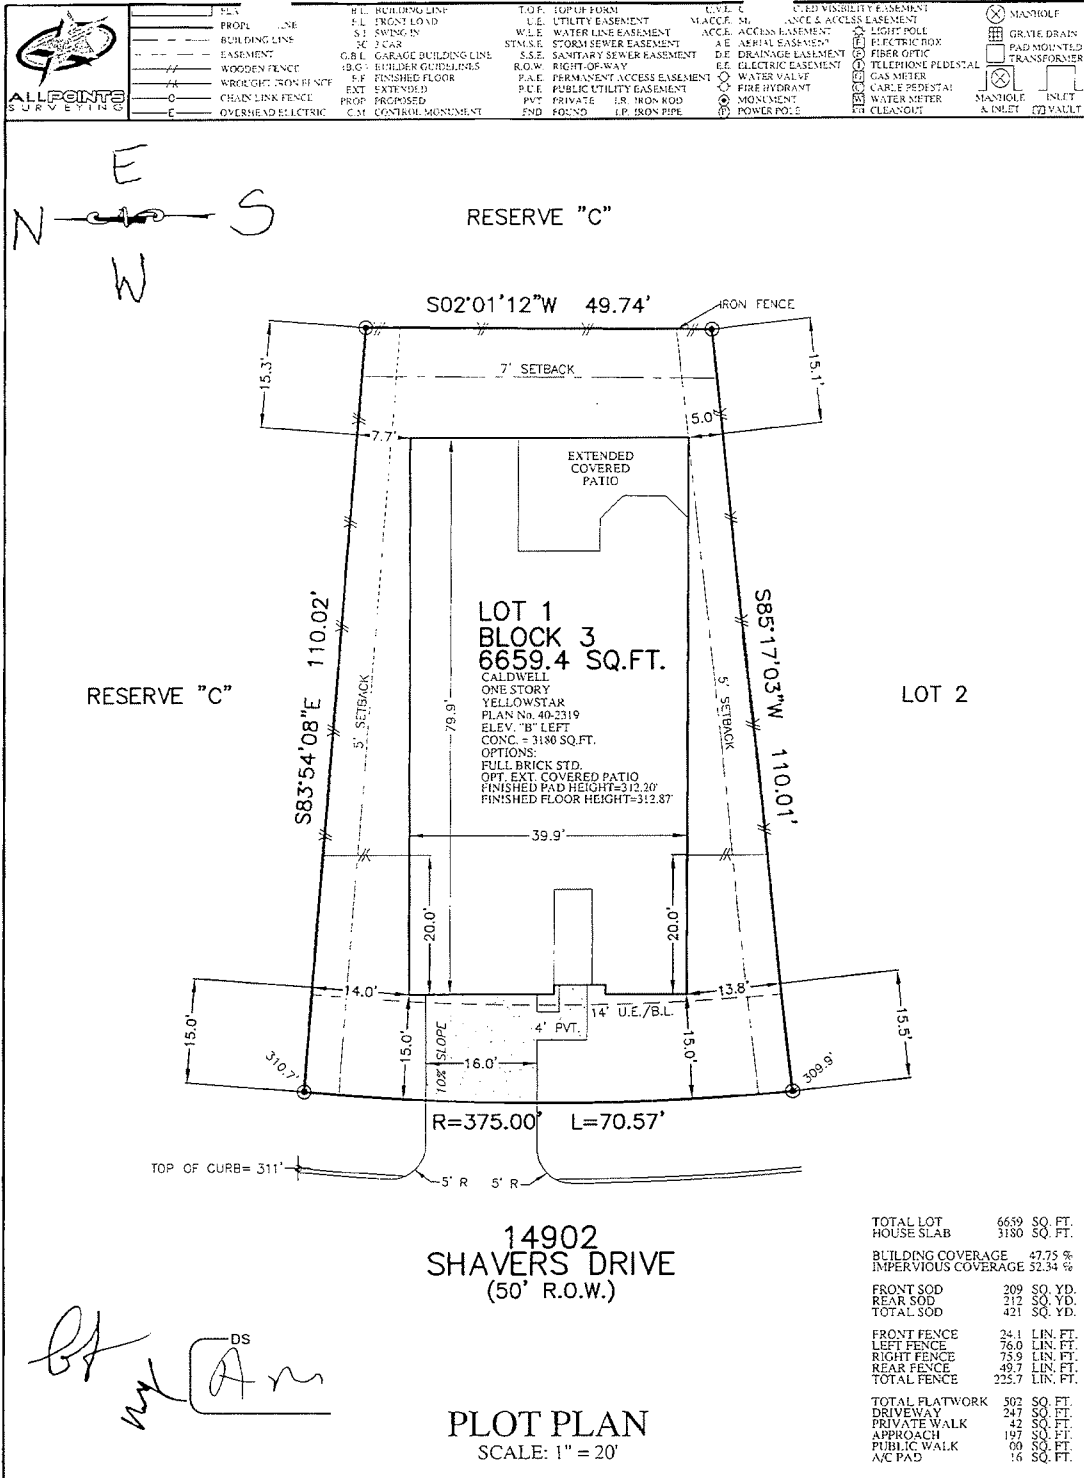 ALLPOINTS
SURVEYING
BUILDING LINE
EASEMENT
WOODEN FENCE
WROUGHT IRON FENCE
CHAIN LINK FENCE
OVERHEAD ELECTRIC
B.L. BUILDING LINE
F.L. FRONT LOAD
S.I. SWING IN
3C 3 CAR
G.B.L. GARAGE BUILDING LINE
(B.G.) BUILDER GUIDELINES
F.F. FINISHED FLOOR
EXT EXTENDED
PROP PROPOSED
C.M. CONTROL MONUMENT
T.O.F. TOP OF FORM
U.E. UTILITY EASEMENT
W.L.E. WATER LINE EASEMENT
STM.S.E. STORM SEWER EASEMENT
S.S.E. SANITARY SEWER EASEMENT
R.O.W. RIGHT-OF-WAY
P.A.E. PERMANENT ACCESS EASEMENT
P.U.E. PUBLIC UTILITY EASEMENT
PVT PRIVATE I.R. IRON ROD
FND FOUND I.P. IRON PIPE
VISIBILITY EASEMENT
& ACCESS EASEMENT
ACC.E. ACCESS EASEMENT
A.E. AERIAL EASEMENT
D.E. DRAINAGE EASEMENT
E.E. ELECTRIC EASEMENT
WATER VALVE
FIRE HYDRANT
MONUMENT
POWER POLE
LIGHT POLE
ELECTRIC BOX
FIBER OPTIC
TELEPHONE PEDESTAL
GAS METER
CABLE PEDESTAL
WATER METER
CLEANOUT
MANHOLE
GRATE DRAIN
PAD MOUNTED
TRANSFORMER
MANHOLE
& INLET
INLET
VAULT
E
N S
W
RESERVE "C"
S02°01'12"W 49.74'
IRON FENCE
15.3'
15.1'
7' SETBACK
7.7'
5.0'
EXTENDED
COVERED
PATIO
S83°54'08"E 110.02'
S85°17'03"W 110.01'
LOT 1
BLOCK 3
6659.4 SQ.FT.
CALDWELL
ONE STORY
YELLOWSTAR
PLAN No. 40-2319
ELEV. "B" LEFT
CONC. = 3180 SQ.FT.
OPTIONS:
FULL BRICK STD.
OPT. EXT. COVERED PATIO
FINISHED PAD HEIGHT=312.20'
FINISHED FLOOR HEIGHT=312.87'
RESERVE "C"
LOT 2
5' SETBACK
5' SETBACK
79.9'
39.9'
20.0'
20.0'
14.0'
13.8'
14' U.E./B.L.
4' PVT.
15.0'
15.0'
15.0'
15.5'
10% SLOPE
16.0'
310.7'
309.9'
R=375.00' L=70.57'
TOP OF CURB= 311'
5' R 5' R
14902
SHAVERS DRIVE
(50' R.O.W.)
TOTAL LOT 6659 SQ. FT.
HOUSE SLAB 3180 SQ. FT.
BUILDING COVERAGE 47.75 %
IMPERVIOUS COVERAGE 52.34 %
FRONT SOD 209 SQ. YD.
REAR SOD 212 SQ. YD.
TOTAL SOD 421 SQ. YD.
FRONT FENCE 24.1 LIN. FT.
LEFT FENCE 76.0 LIN. FT.
RIGHT FENCE 75.9 LIN. FT.
REAR FENCE 49.7 LIN. FT.
TOTAL FENCE 225.7 LIN. FT.
TOTAL FLATWORK 502 SQ. FT.
DRIVEWAY 247 SQ. FT.
PRIVATE WALK 42 SQ. FT.
APPROACH 197 SQ. FT.
PUBLIC WALK 00 SQ. FT.
A/C PAD 16 SQ. FT.
DS
PLOT PLAN
SCALE: 1" = 20'